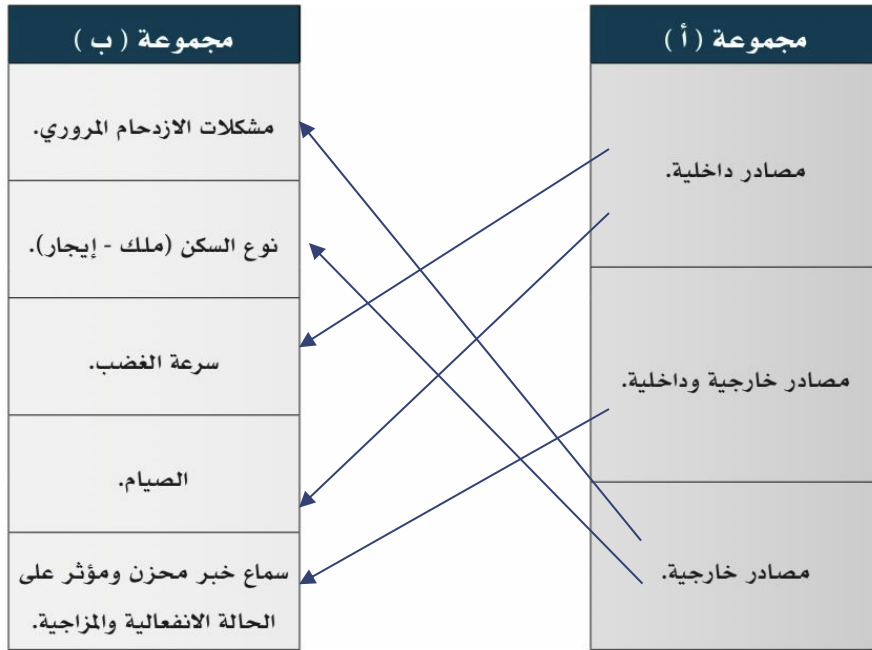 مجموعة ( أ )
مصادر داخلية.
مصادر خارجية وداخلية.
مصادر خارجية.
مجموعة ( ب )
مشكلات الازدحام المروري.
نوع السكن (ملك - إيجار).
سرعة الغضب.
الصيام.
سماع خبر محزن ومؤثر على
الحالة الانفعالية والمزاجية.